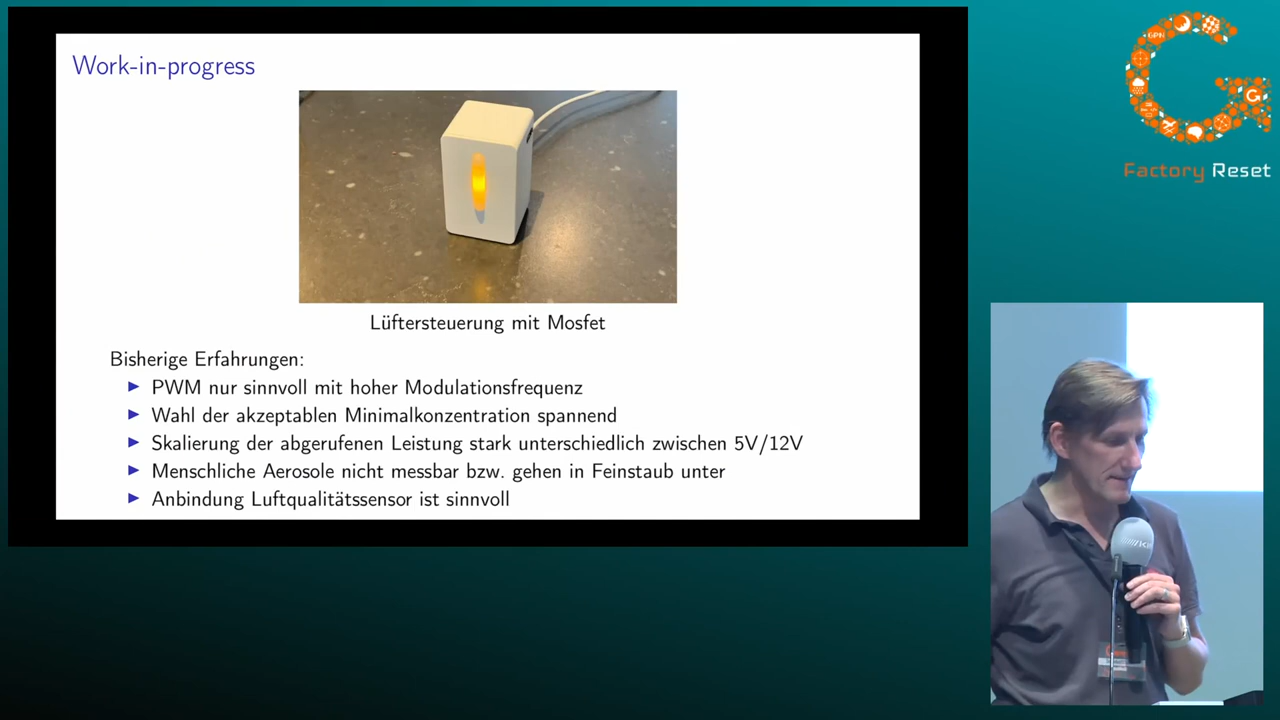 Work-in-progress
Lüftersteuerung mit Mosfet
Bisherige Erfahrungen:
PWM nur sinnvoll mit hoher Modulationsfrequenz
Wahl der akzeptablen Minimalkonzentration spannend
Skalierung der abgerufenen Leistung stark unterschiedlich zwischen 5V/12V
Menschliche Aerosole nicht messbar bzw. gehen in Feinstaub unter
Anbindung Luftqualitätssensor ist sinnvoll
GPN
G
Factory Reset